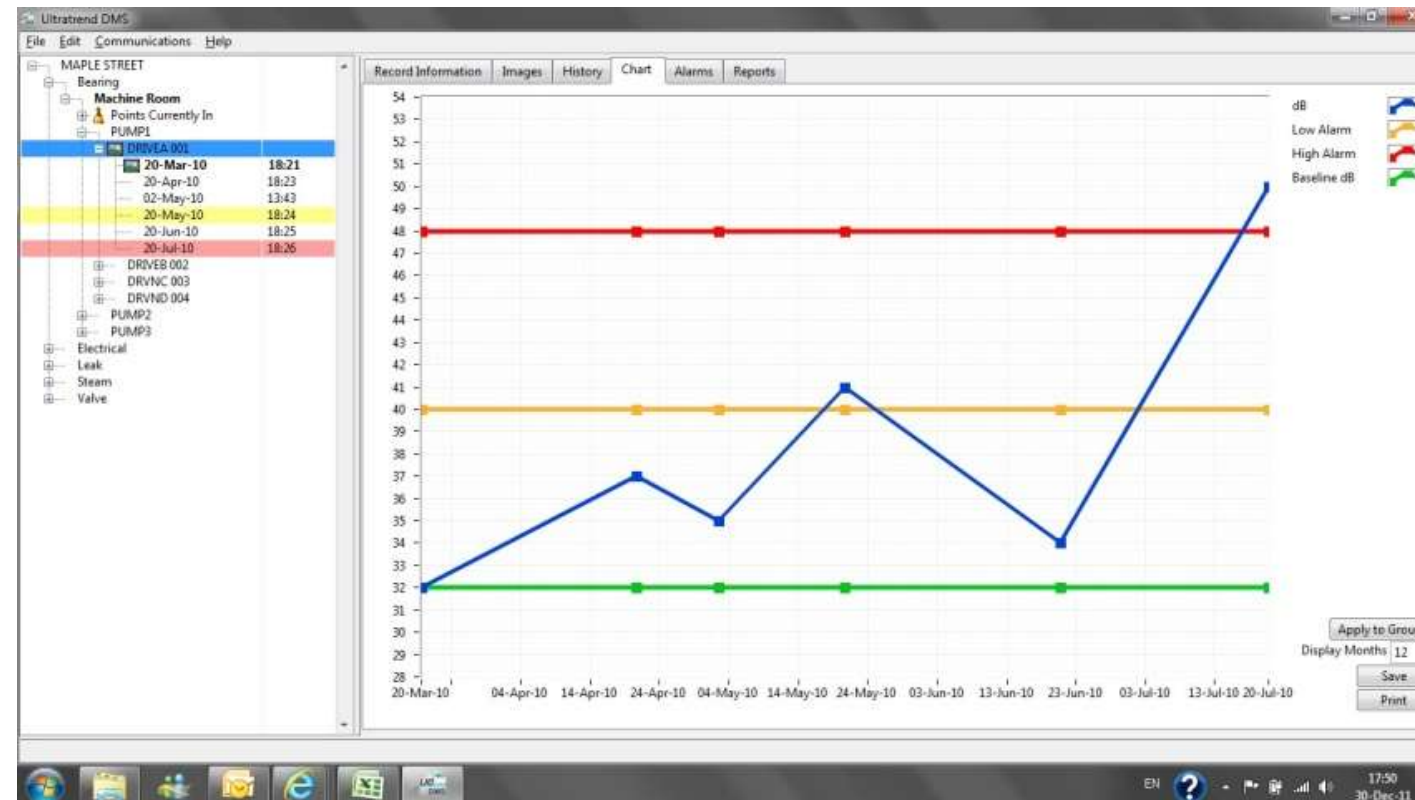 Ultratrend DMS
File Edit Communications Help
MAPLE STREET
Bearing
Machine Room
Points Currently In
PUMP1
DRIVEA 001
20-Mar-10 18:21
20-Apr-10 18:23
02-May-10 13:43
20-May-10 18:24
20-Jun-10 18:25
20-Jul-10 18:26
DRIVEB 002
DRVNC 003
DRVND 004
PUMP2
PUMP3
Electrical
Leak
Steam
Valve
Record Information Images History Chart Alarms Reports
54
53
52
51
50
49
48
47
46
45
44
43
42
41
40
39
38
37
36
35
34
33
32
31
30
29
28
20-Mar-10 04-Apr-10 14-Apr-10 24-Apr-10 04-May-10 14-May-10 24-May-10 03-Jun-10 13-Jun-10 23-Jun-10 03-Jul-10 13-Jul-10 20-Jul-10
dB
Low Alarm
High Alarm
Baseline dB
Apply to Grou
Display Months 12
Save
Print
EN
17:50
30-Dec-11